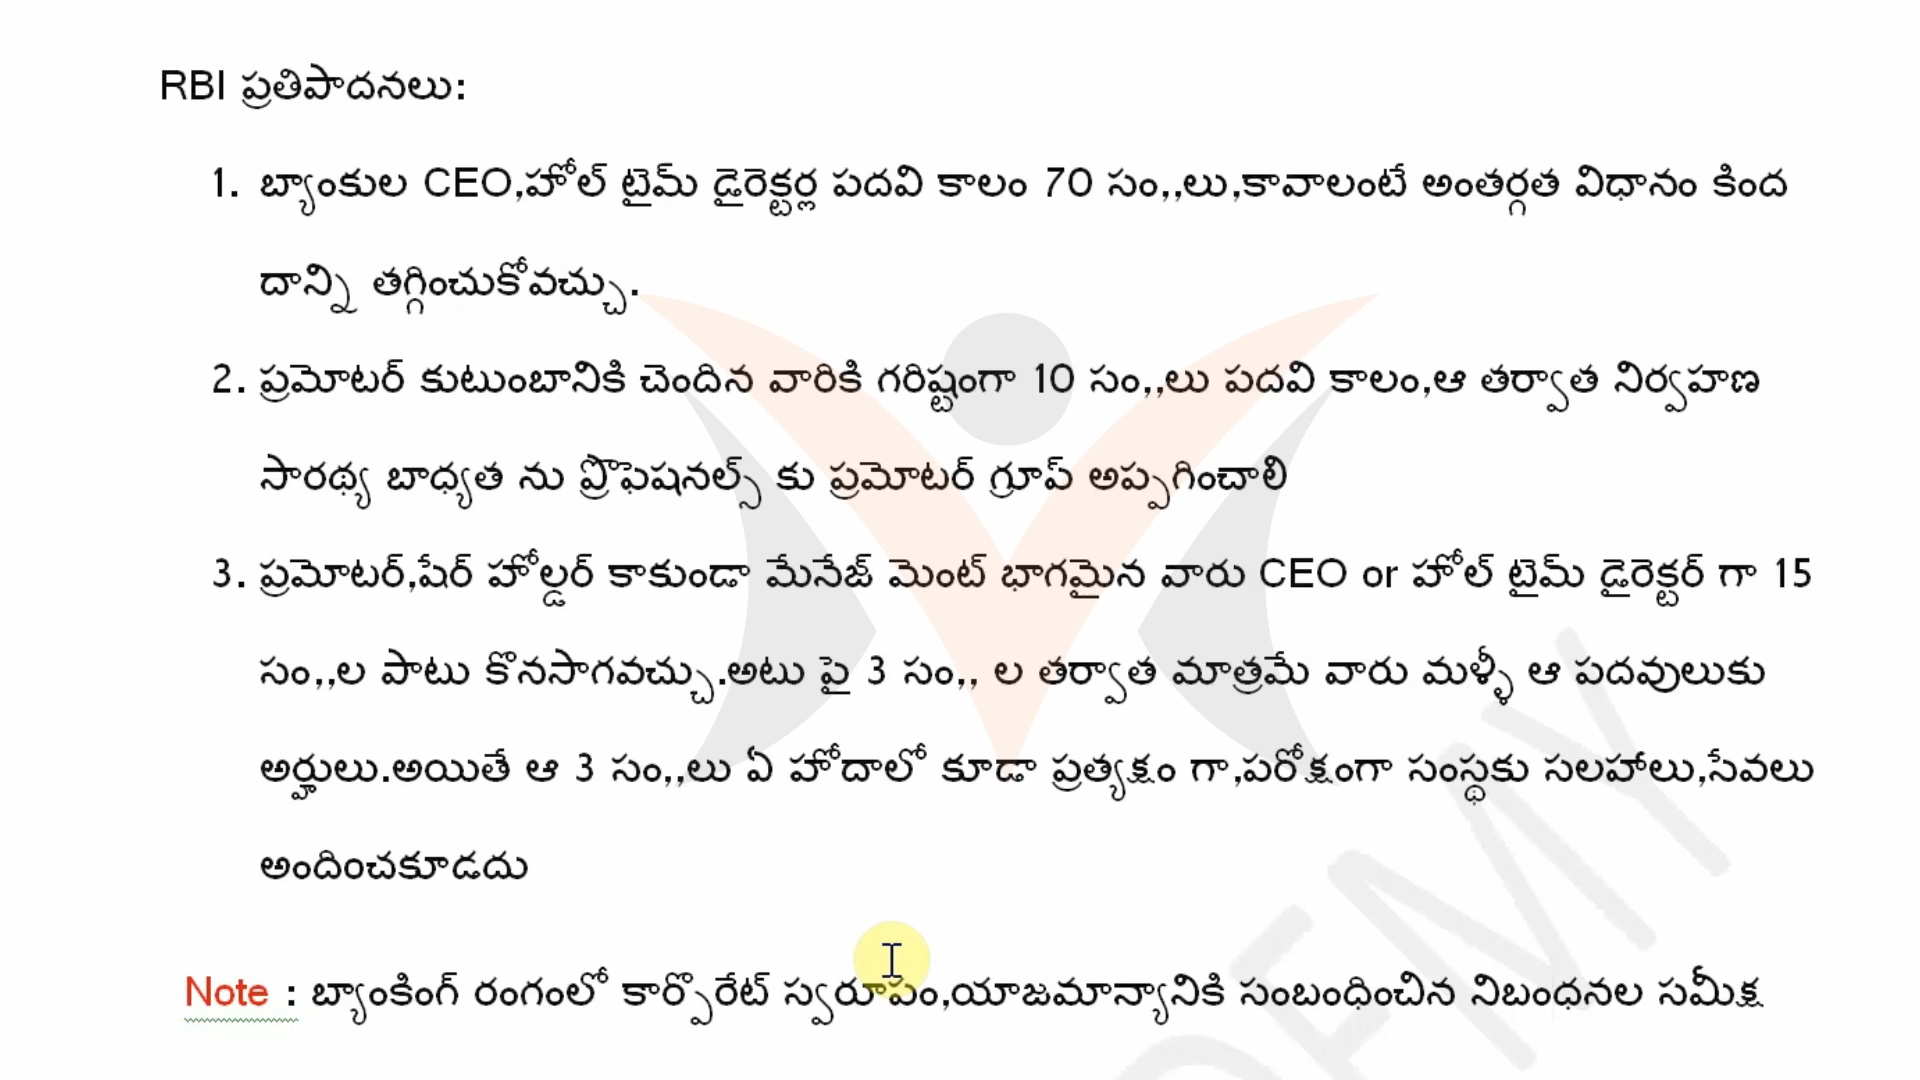 RBI ప్రతిపాదనలు:
1. బ్యాంకుల CEO,హోల్ టైమ్ డైరెక్టర్ల పదవి కాలం 70 సం,,లు,కావాలంటే అంతర్గత విధానం కింద
దాన్ని తగ్గించుకోవచ్చు.
2. ప్రమోటర్ కుటుంబానికి చెందిన వారికి గరిష్టంగా 10 సం,,లు పదవి కాలం,ఆ తర్వాత నిర్వహణ
సారథ్య బాధ్యత ను ప్రొఫెషనల్స్ కు ప్రమోటర్ గ్రూప్ అప్పగించాలి
3. ప్రమోటర్,షేర్ హోల్డర్ కాకుండా మేనేజ్ మెంట్ భాగమైన వారు CEO or హోల్ టైమ్ డైరెక్టర్ గా 15
సం,,ల పాటు కొనసాగవచ్చు.అటు పై 3 సం,, ల తర్వాత మాత్రమే వారు మళ్ళీ ఆ పదవులుకు
అర్హులు.అయితే ఆ 3 సం,,లు ఏ హోదాలో కూడా ప్రత్యక్షం గా,పరోక్షంగా సంస్థకు సలహాలు,సేవలు
అందించకూడదు
Note : బ్యాంకింగ్ రంగంలో కార్పొరేట్ స్వరూపం,యాజమాన్యానికి సంబంధించిన నిబంధనల సమీక్ష